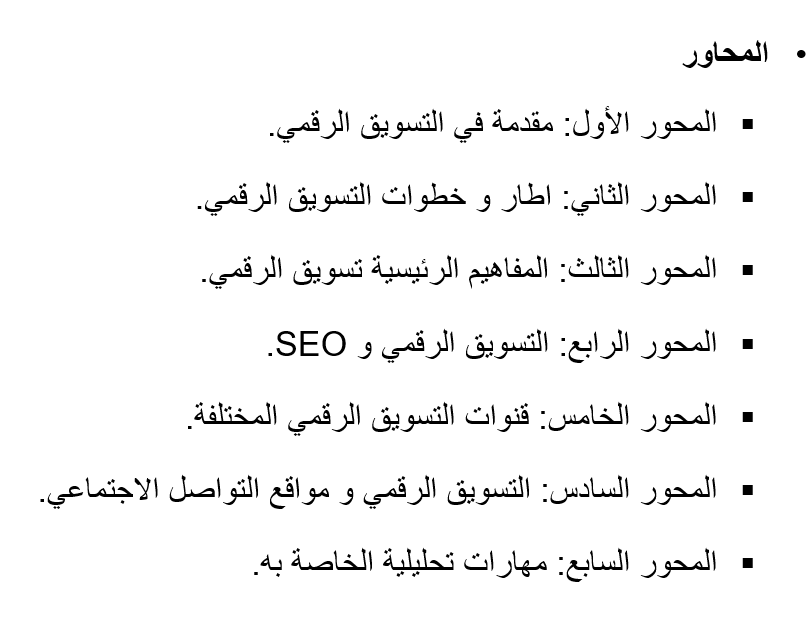 • المحاور
▪ المحور الأول: مقدمة في التسويق الرقمي.
▪ المحور الثاني: اطار و خطوات التسويق الرقمي.
▪ المحور الثالث: المفاهيم الرئيسية تسويق الرقمي.
▪ المحور الرابع: التسويق الرقمي و SEO.
▪ المحور الخامس: قنوات التسويق الرقمي المختلفة.
▪ المحور السادس: التسويق الرقمي و مواقع التواصل الاجتماعي.
▪ المحور السابع: مهارات تحليلية الخاصة به.